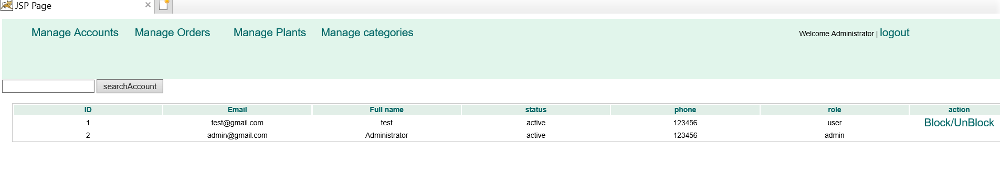 JSP Page
Manage Accounts Manage Orders Manage Plants Manage categories Welcome Administrator | logout
searchAccount
ID Email Full name status phone role action
1 test@gmail.com test active 123456 user Block/UnBlock
2 admin@gmail.com Administrator active 123456 admin